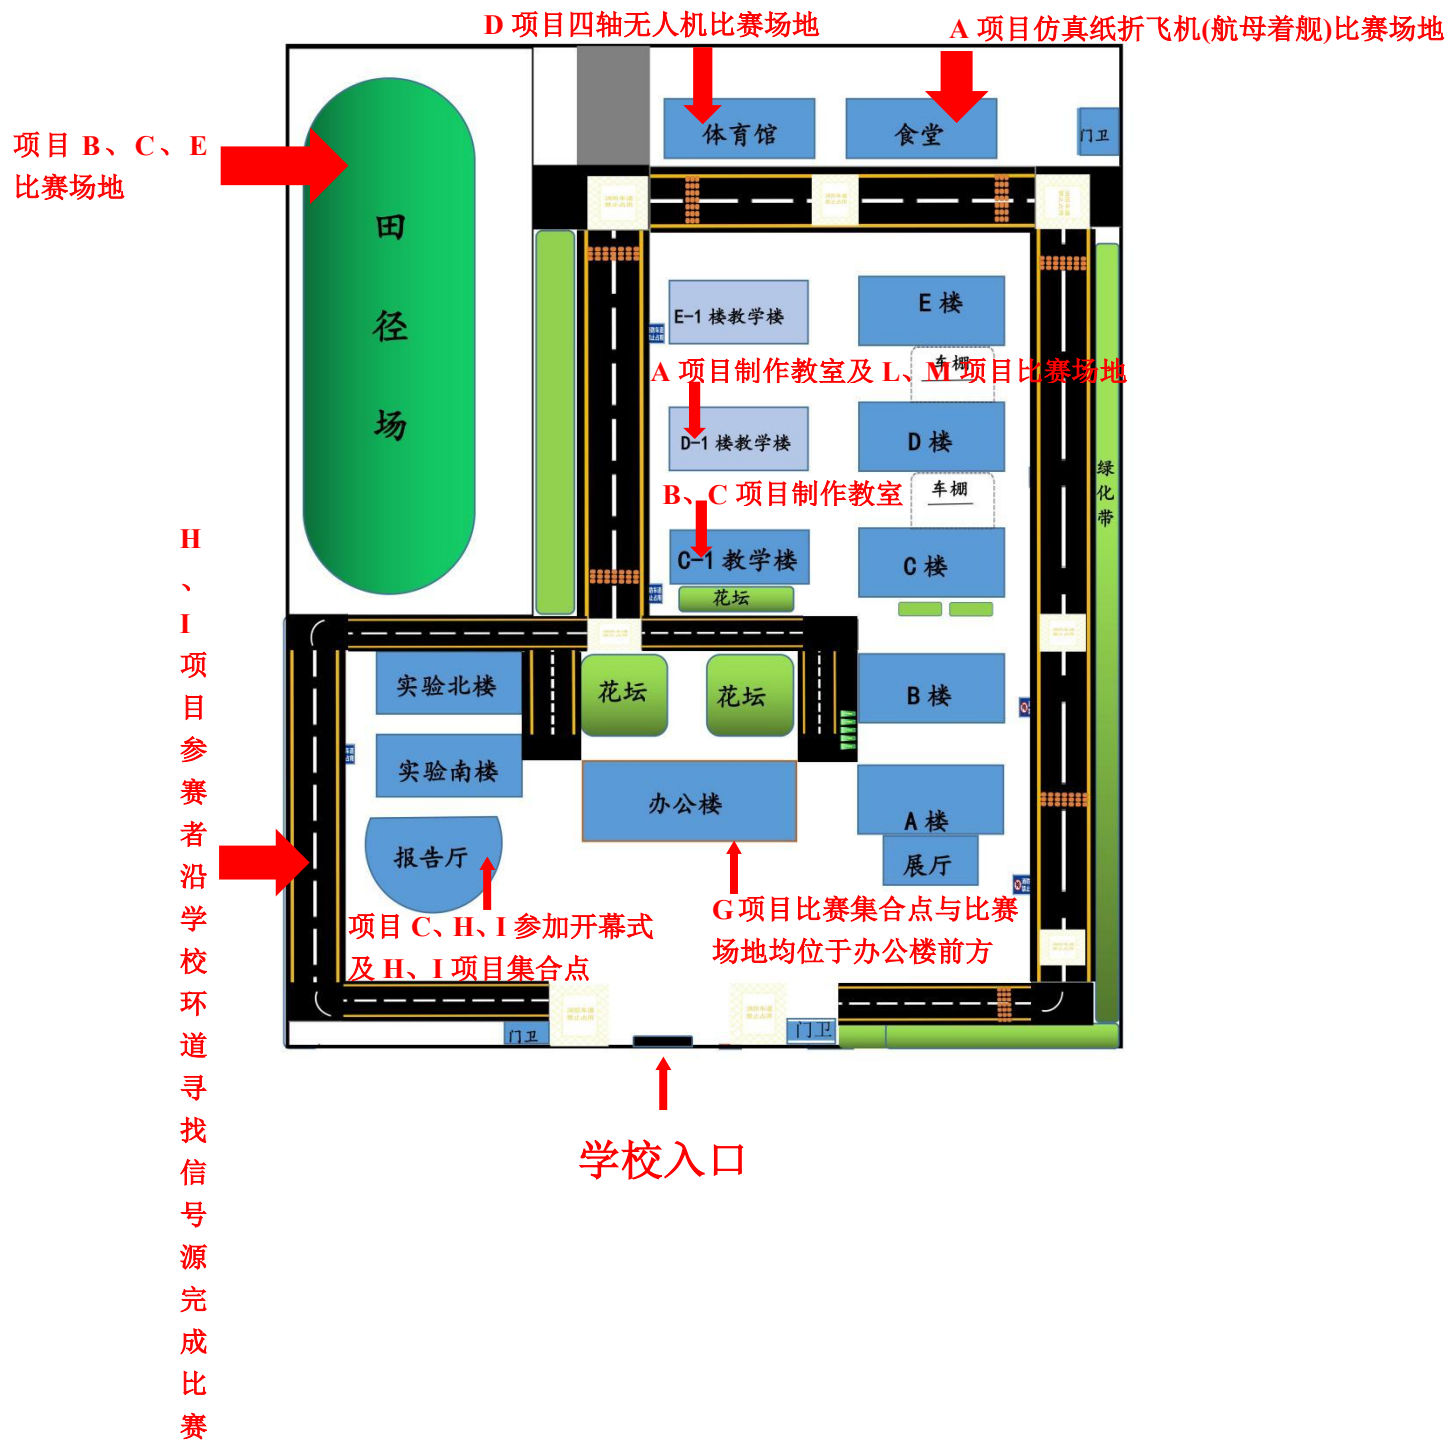 D 项目四轴无人机比赛场地
A 项目仿真纸折飞机(航母着舰)比赛场地
项目 B、C、E
比赛场地
体育馆
食堂
门卫
田径场
E-1 楼教学楼
E 楼
车棚
A 项目制作教室及 L、M 项目比赛场地
D-1 楼教学楼
D 楼
车棚
绿化带
B、C 项目制作教室
C-1 教学楼
C 楼
花坛
H、I项目参赛者沿学校环道寻找信号源完成比赛
实验北楼
花坛
花坛
B 楼
实验南楼
办公楼
A 楼
报告厅
展厅
项目 C、H、I 参加开幕式
及 H、I 项目集合点
G 项目比赛集合点与比赛
场地均位于办公楼前方
门卫
门卫
学校入口